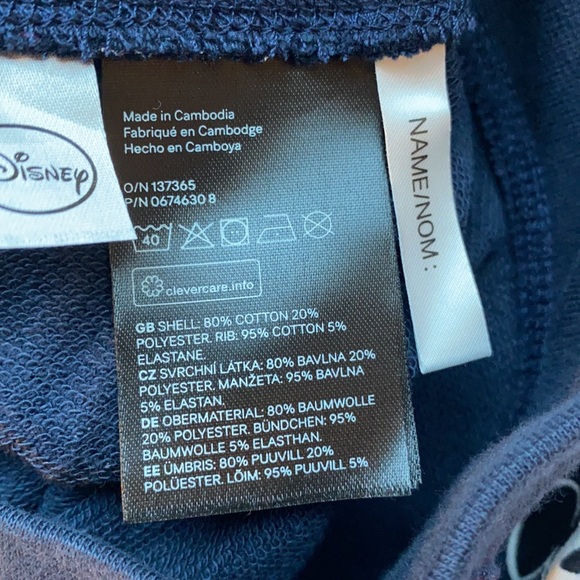 Disney
Made in Cambodia
Fabriqué en Cambodge
Hecho en Camboya
O/N 137365
P/N 0674630 8
40
clevercare.info
GB SHELL: 80% COTTON 20%
POLYESTER. RIB: 95% COTTON 5%
ELASTANE.
CZ SVRCHNÍ LÁTKA: 80% BAVLNA 20%
POLYESTER. MANŽETA: 95% BAVLNA
5% ELASTAN.
DE OBERMATERIAL: 80% BAUMWOLLE
20% POLYESTER. BÜNDCHEN: 95%
BAUMWOLLE 5% ELASTHAN.
EE ÜMBRIS: 80% PUUVILL 20%
POLÜESTER. LÕIM: 95% PUUVILL 5%
NAME/NOM: